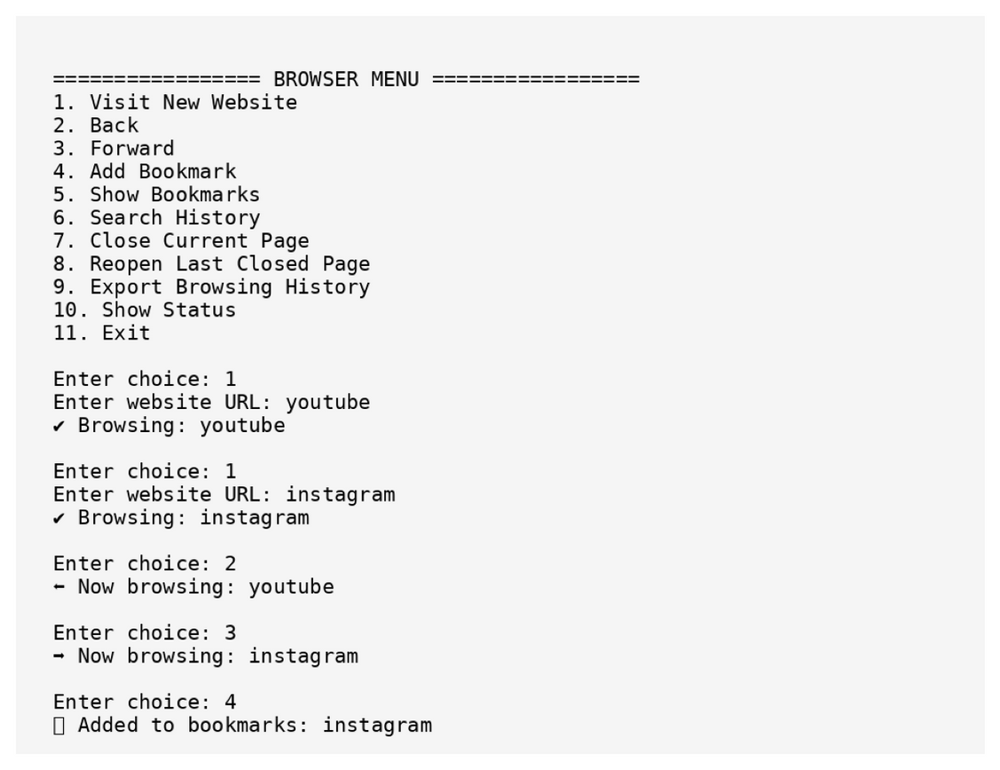 ================= BROWSER MENU =================
1. Visit New Website
2. Back
3. Forward
4. Add Bookmark
5. Show Bookmarks
6. Search History
7. Close Current Page
8. Reopen Last Closed Page
9. Export Browsing History
10. Show Status
11. Exit
Enter choice: 1
Enter website URL: youtube
✔ Browsing: youtube
Enter choice: 1
Enter website URL: instagram
✔ Browsing: instagram
Enter choice: 2
⬅ Now browsing: youtube
Enter choice: 3
➡ Now browsing: instagram
Enter choice: 4
▯ Added to bookmarks: instagram